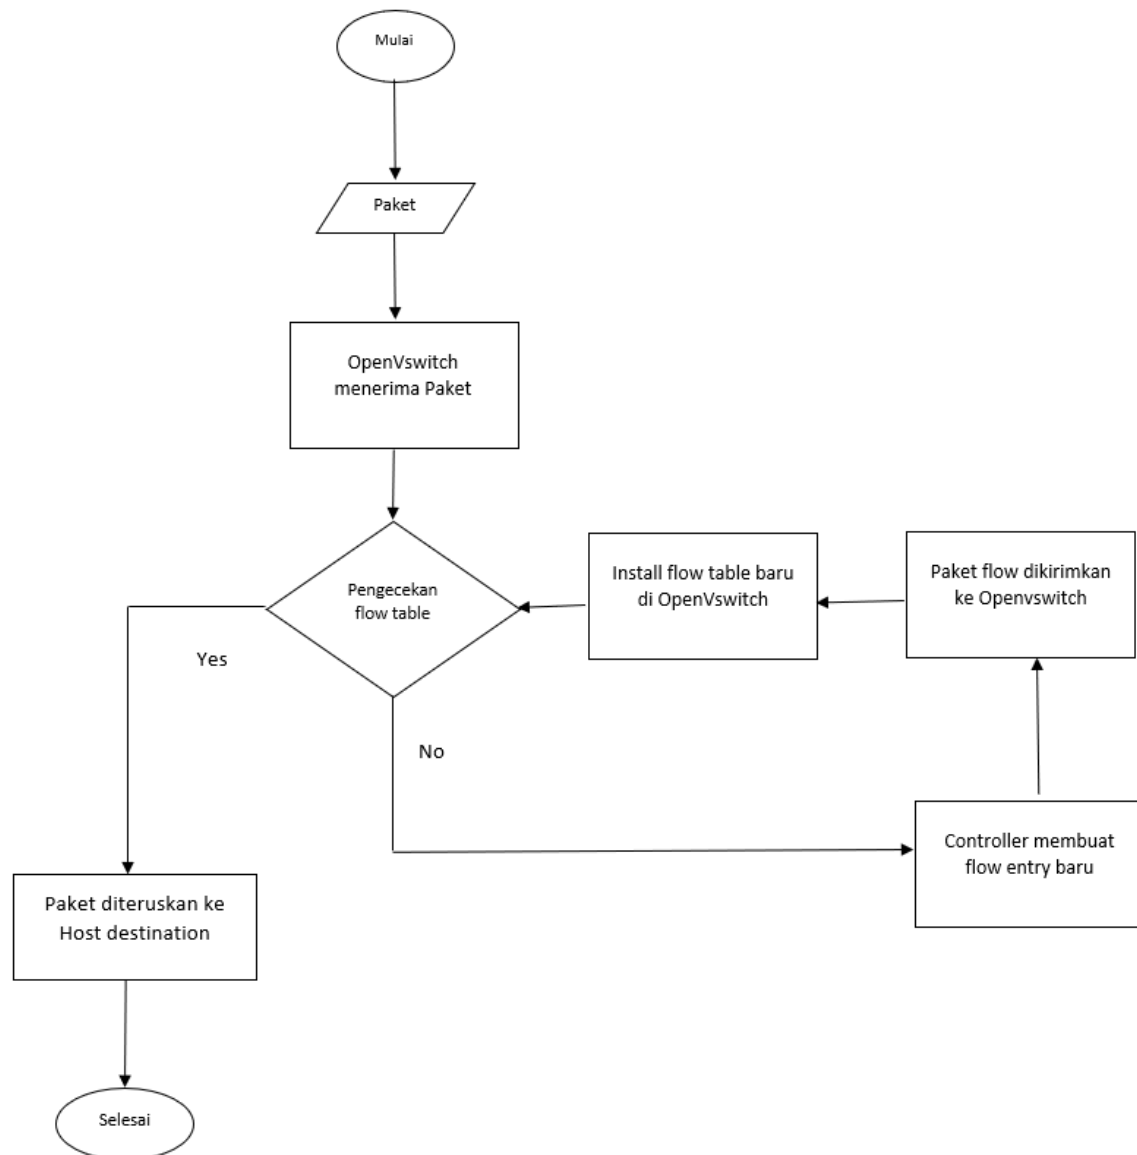 Mulai
Paket
OpenVswitch
menerima Paket
Pengecekan
flow table
Install flow table baru
di OpenVswitch
Paket flow dikirimkan
ke Openvswitch
Yes
No
Controller membuat
flow entry baru
Paket diteruskan ke
Host destination
Selesai